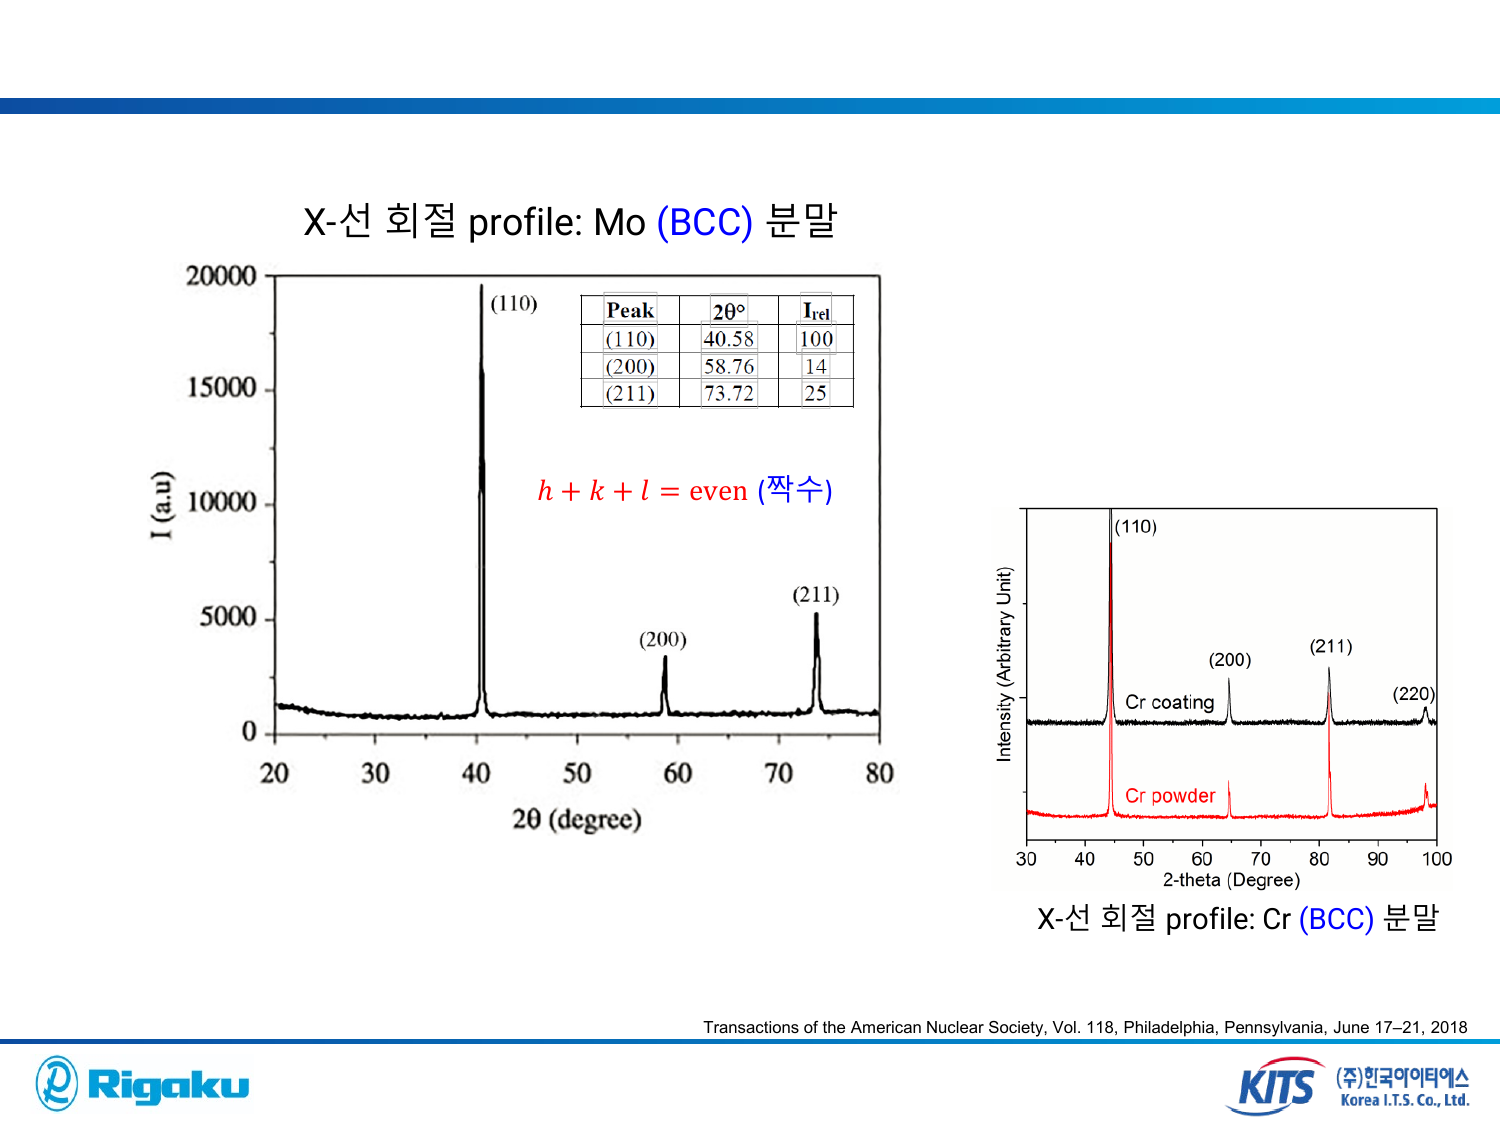 X-선 회절 profile: Mo (BCC) 분말
20000
15000
10000
5000
0
I (a.u)
(110)
(200)
(211)
Peak 2θ° Irel
(110) 40.58 100
(200) 58.76 14
(211) 73.72 25
h + k + l = even (짝수)
20 30 40 50 60 70 80
2θ (degree)
Intensity (Arbitrary Unit)
(110)
(200)
(211)
(220)
Cr coating
Cr powder
30 40 50 60 70 80 90 100
2-theta (Degree)
X-선 회절 profile: Cr (BCC) 분말
Transactions of the American Nuclear Society, Vol. 118, Philadelphia, Pennsylvania, June 17–21, 2018
Rigaku
KITS
(주)한국아이티에스
Korea I.T.S. Co., Ltd.